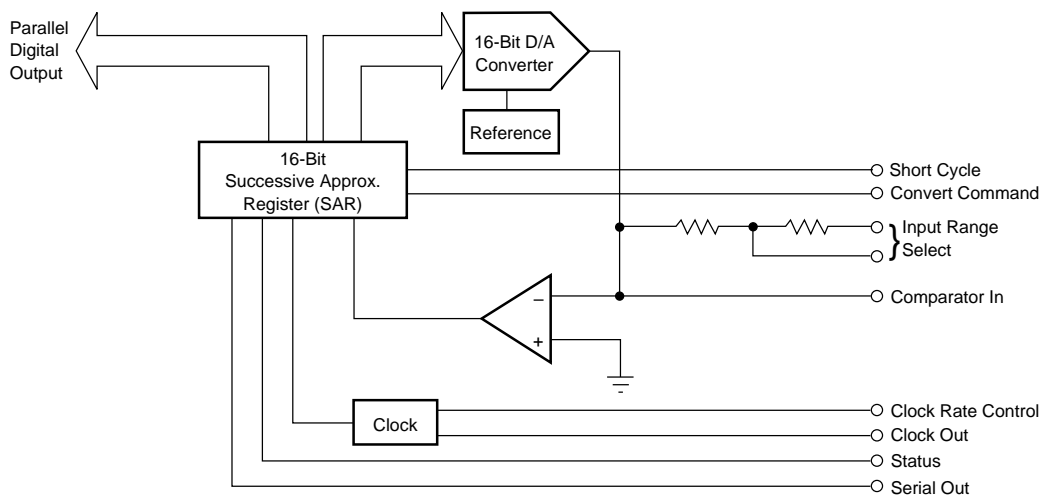 Parallel
Digital
Output
16-Bit D/A
Converter
Reference
16-Bit
Successive Approx.
Register (SAR)
Short Cycle
Convert Command
Input Range
Select
Comparator In
–
+
Clock
Clock Rate Control
Clock Out
Status
Serial Out